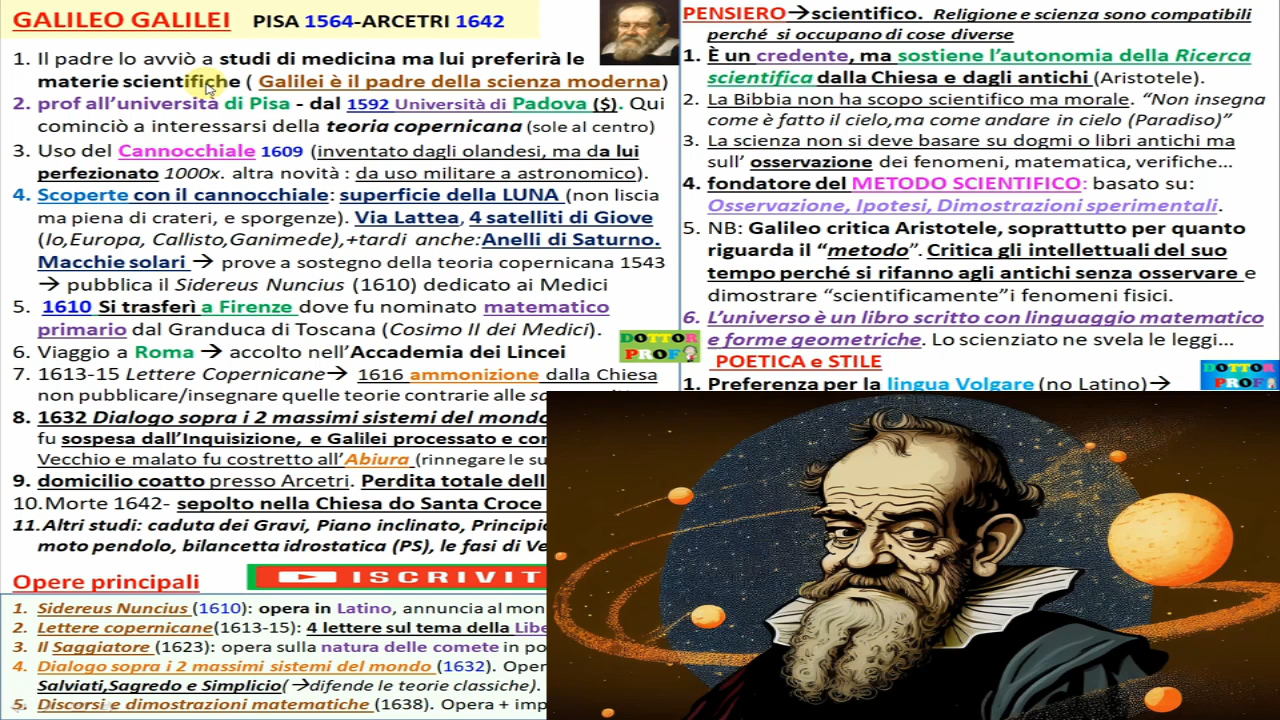 GALILEO GALILEI PISA 1564-ARCETRI 1642
1. Il padre lo avviò a studi di medicina ma lui preferirà le
materie scientifiche ( Galilei è il padre della scienza moderna)
2. prof all'università di Pisa - dal 1592 Università di Padova ($). Qui
cominciò a interessarsi della teoria copernicana (sole al centro)
3. Uso del Cannocchiale 1609 (inventato dagli olandesi, ma da lui
perfezionato 1000x. altra novità : da uso militare a astronomico).
4. Scoperte con il cannocchiale: superficie della LUNA (non liscia
ma piena di crateri, e sporgenze). Via Lattea, 4 satelliti di Giove
(Io,Europa, Callisto,Ganimede),+tardi anche:Anelli di Saturno.
Macchie solari → prove a sostegno della teoria copernicana 1543
→ pubblica il Sidereus Nuncius (1610) dedicato ai Medici
5. 1610 Si trasferì a Firenze dove fu nominato matematico
primario dal Granduca di Toscana (Cosimo II dei Medici).
6. Viaggio a Roma → accolto nell'Accademia dei Lincei
DOTTOR
PROF
7. 1613-15 Lettere Copernicane→ 1616 ammonizione dalla Chiesa
non pubblicare/insegnare quelle teorie contrarie alle
8. 1632 Dialogo sopra i 2 massimi sistemi del mondo
fu sospesa dall'Inquisizione, e Galilei processato e con
Vecchio e malato fu costretto all'Abiura (rinnegare le su
9. domicilio coatto presso Arcetri. Perdita totale dell
10.Morte 1642- sepolto nella Chiesa do Santa Croce
11.Altri studi: caduta dei Gravi, Piano inclinato, Principio
moto pendolo, bilancetta idrostatica (PS), le fasi di Ve
Opere principali
ISCRIVIT
1. Sidereus Nuncius (1610): opera in Latino, annuncia al mon
2. Lettere copernicane(1613-15): 4 lettere sul tema della Libe
3. Il Saggiatore (1623): opera sulla natura delle comete in po
4. Dialogo sopra i 2 massimi sistemi del mondo (1632). Oper
Salviati,Sagredo e Simplicio(→difende le teorie classiche).
5. Discorsi e dimostrazioni matematiche (1638). Opera + imp
PENSIERO→scientifico. Religione e scienza sono compatibili
perché si occupano di cose diverse
1. È un credente, ma sostiene l'autonomia della Ricerca
scientifica dalla Chiesa e dagli antichi (Aristotele).
2. La Bibbia non ha scopo scientifico ma morale. "Non insegna
come è fatto il cielo,ma come andare in cielo (Paradiso)"
3. La scienza non si deve basare su dogmi o libri antichi ma
sull' osservazione dei fenomeni, matematica, verifiche...
4. fondatore del METODO SCIENTIFICO: basato su:
Osservazione, Ipotesi, Dimostrazioni sperimentali.
5. NB: Galileo critica Aristotele, soprattutto per quanto
riguarda il "metodo". Critica gli intellettuali del suo
tempo perché si rifanno agli antichi senza osservare e
dimostrare "scientificamente"i fenomeni fisici.
6. L'universo è un libro scritto con linguaggio matematico
e forme geometriche. Lo scienziato ne svela le leggi...
POETICA e STILE
1. Preferenza per la lingua Volgare (no Latino)→
DOTTOR
PROF